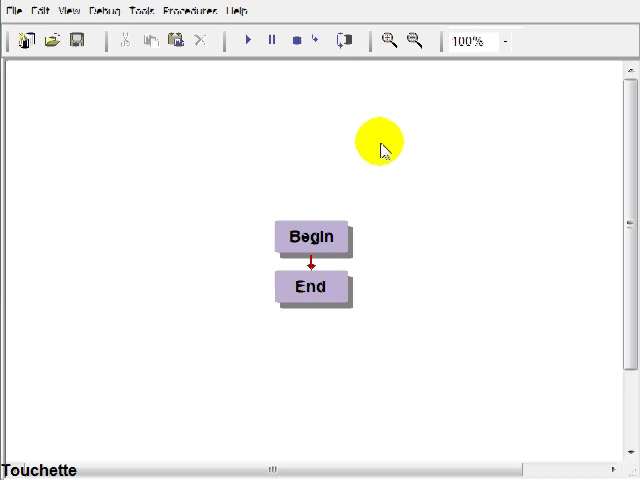 File Edit View Debug Tools Procedures Help
100%
Begin
End
Touchette